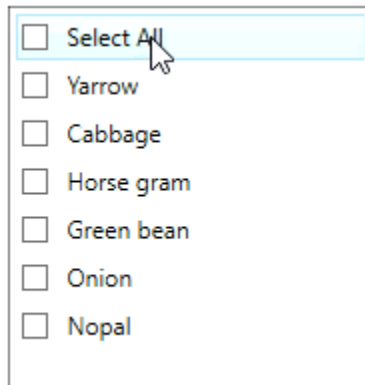 Select All
Yarrow
Cabbage
Horse gram
Green bean
Onion
Nopal